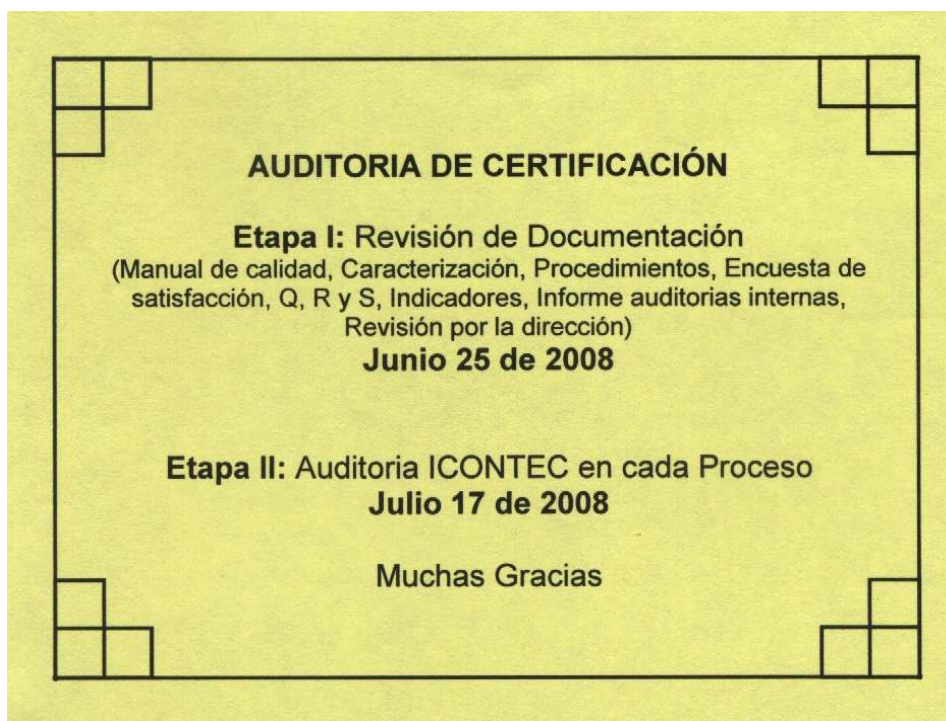 AUDITORIA DE CERTIFICACIÓN
Etapa I: Revisión de Documentación
(Manual de calidad, Caracterización, Procedimientos, Encuesta de
satisfacción, Q, R y S, Indicadores, Informe auditorias internas,
Revisión por la dirección)
Junio 25 de 2008
Etapa II: Auditoria ICONTEC en cada Proceso
Julio 17 de 2008
Muchas Gracias